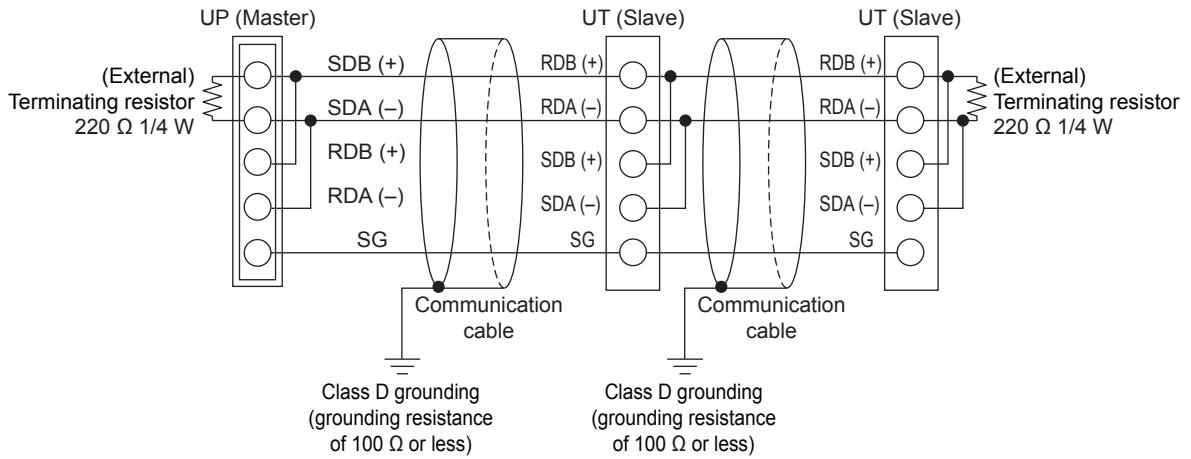 UP (Master)
UT (Slave)
UT (Slave)
(External)
Terminating resistor
220 Ω 1/4 W
SDB (+)
SDA (–)
RDB (+)
RDA (–)
SG
RDB (+)
RDA (–)
SDB (+)
SDA (–)
SG
RDB (+)
RDA (–)
SDB (+)
SDA (–)
SG
(External)
Terminating resistor
220 Ω 1/4 W
Communication
cable
Communication
cable
Class D grounding
(grounding resistance
of 100 Ω or less)
Class D grounding
(grounding resistance
of 100 Ω or less)